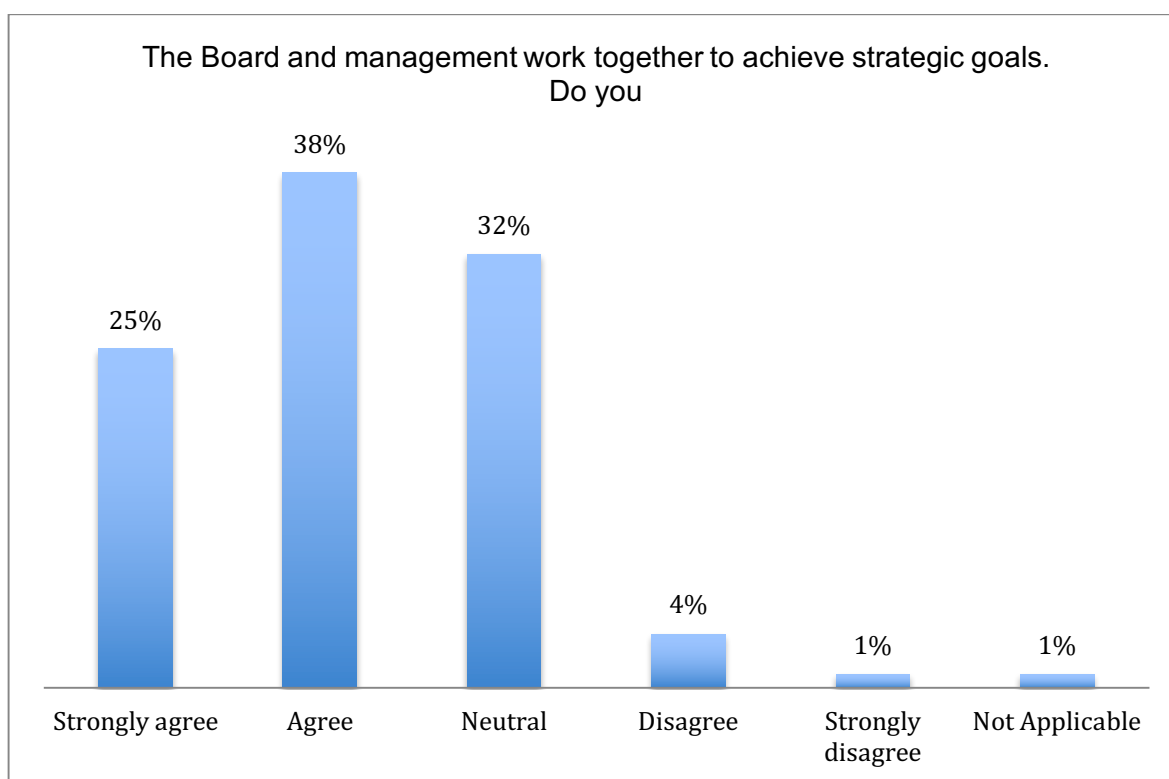 The Board and management work together to achieve strategic goals.
Do you
38%
32%
25%
4%
1%
1%
Strongly agree
Agree
Neutral
Disagree
Strongly
disagree
Not Applicable